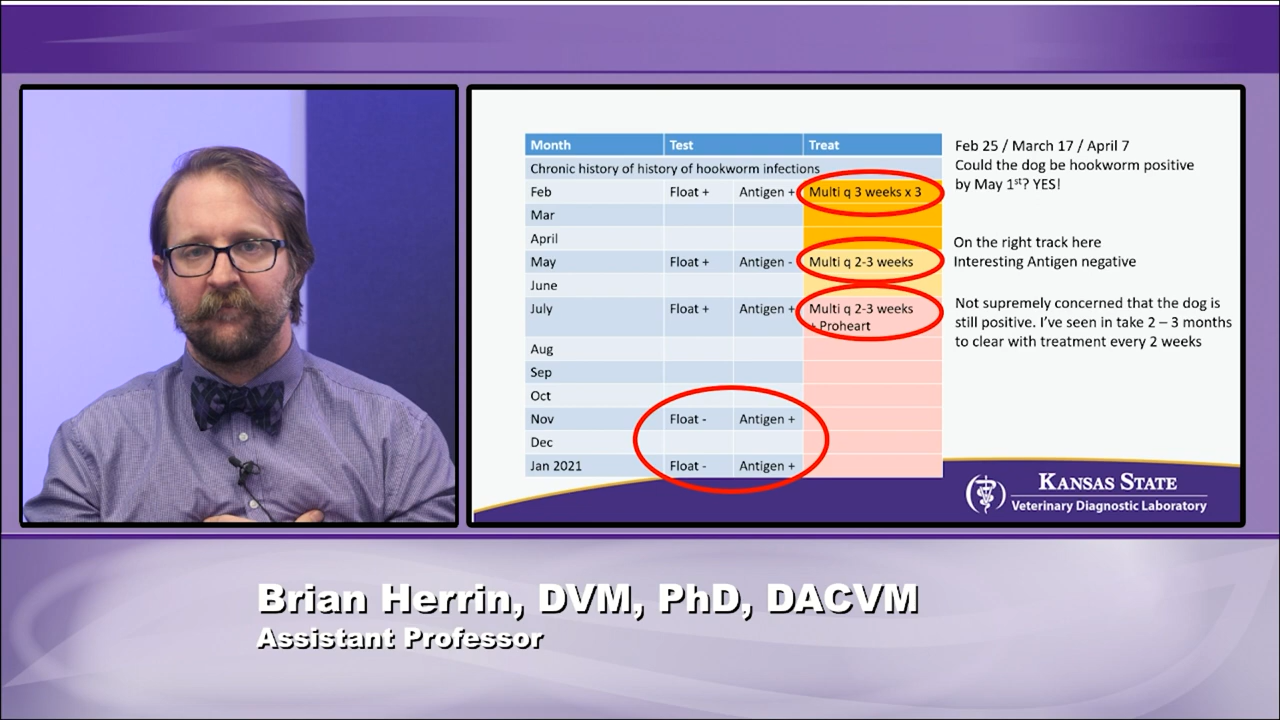 Month Test Treat
Chronic history of history of hookworm infections
Feb Float + Antigen + Multi q 3 weeks x 3
Mar
April
May Float + Antigen - Multi q 2-3 weeks
June
July Float + Antigen + Multi q 2-3 weeks
+ Proheart
Aug
Sep
Oct
Nov Float - Antigen +
Dec
Jan 2021 Float - Antigen +
Feb 25 / March 17 / April 7
Could the dog be hookworm positive
by May 1st? YES!
On the right track here
Interesting Antigen negative
Not supremely concerned that the dog is
still positive. I've seen in take 2 – 3 months
to clear with treatment every 2 weeks
Kansas State
Veterinary Diagnostic Laboratory
Brian Herrin, DVM, PhD, DACVM
Assistant Professor